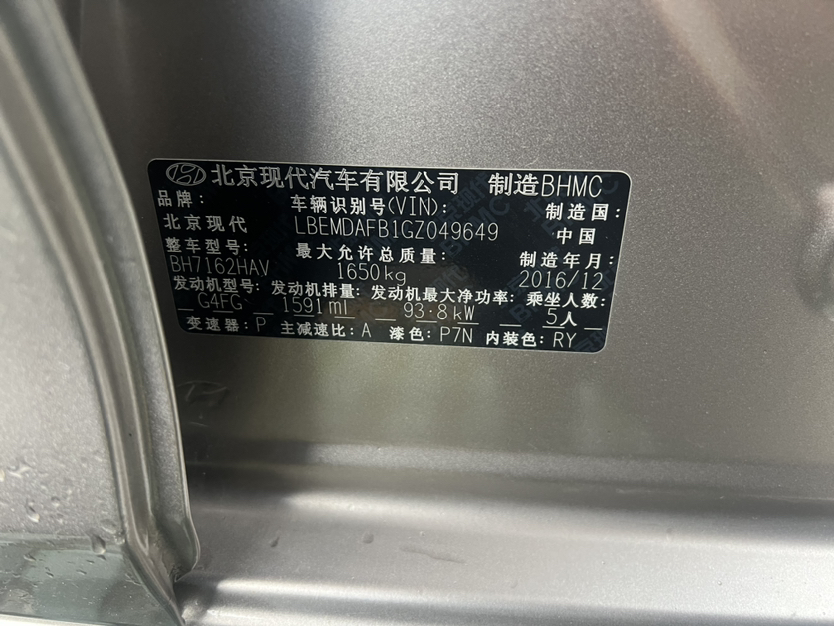 北京现代汽车有限公司 制造BHMC
品牌: 车辆识别号(VIN): 制造国:
北京现代 LBEMDAFB1GZ049649 中国
整车型号: 最大允许总质量: 制造年月:
BH7162HAV 1650kg 2016/12
发动机型号: 发动机排量: 发动机最大净功率: 乘坐人数:
G4FG 1591ml 93.8kW 5人
变速器: P 主减速比: A 漆色: P7N 内装色: RY